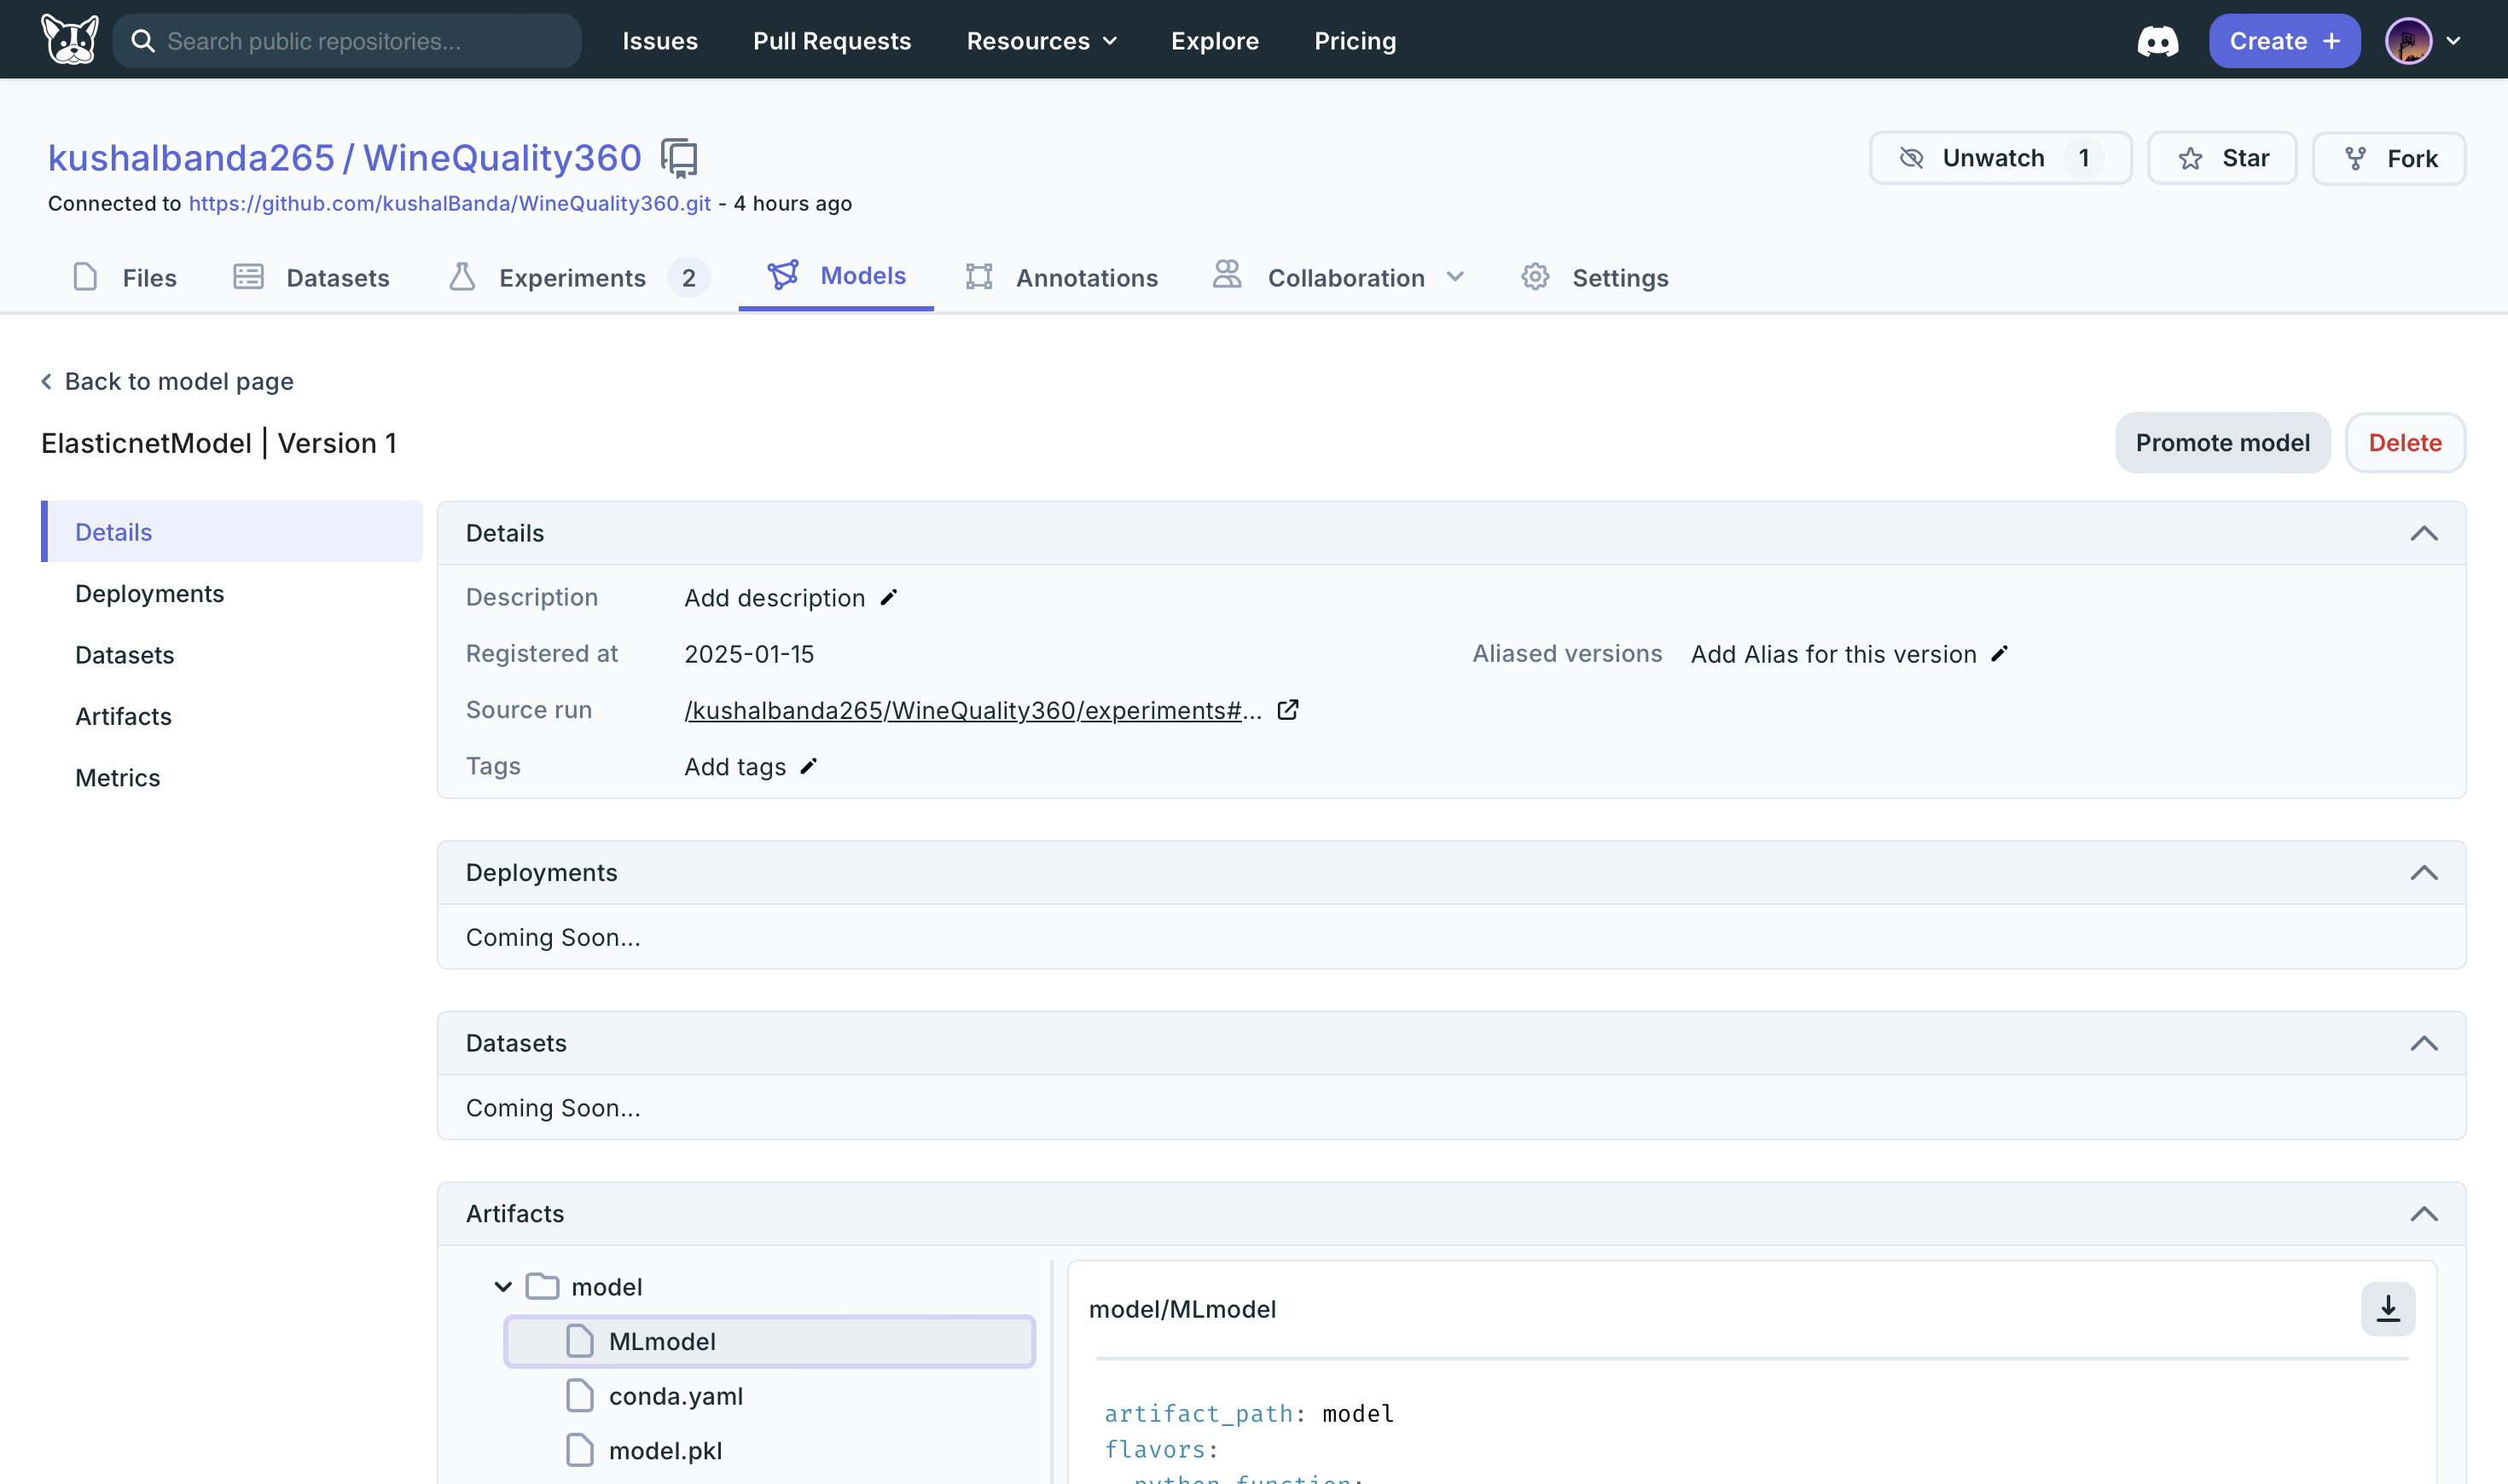 Search public repositories...
Issues
Pull Requests
Resources
Explore
Pricing
Create +
kushalbanda265 / WineQuality360
Unwatch 1
Star
Fork
Connected to https://github.com/kushalBanda/WineQuality360.git - 4 hours ago
Files
Datasets
Experiments 2
Models
Annotations
Collaboration
Settings
Back to model page
ElasticnetModel | Version 1
Promote model
Delete
Details
Deployments
Datasets
Artifacts
Metrics
Details
Description Add description
Registered at 2025-01-15
Aliased versions Add Alias for this version
Source run /kushalbanda265/WineQuality360/experiments#...
Tags Add tags
Deployments
Coming Soon...
Datasets
Coming Soon...
Artifacts
model
MLmodel
conda.yaml
model.pkl
model/MLmodel
artifact_path: model
flavors:
python_function: